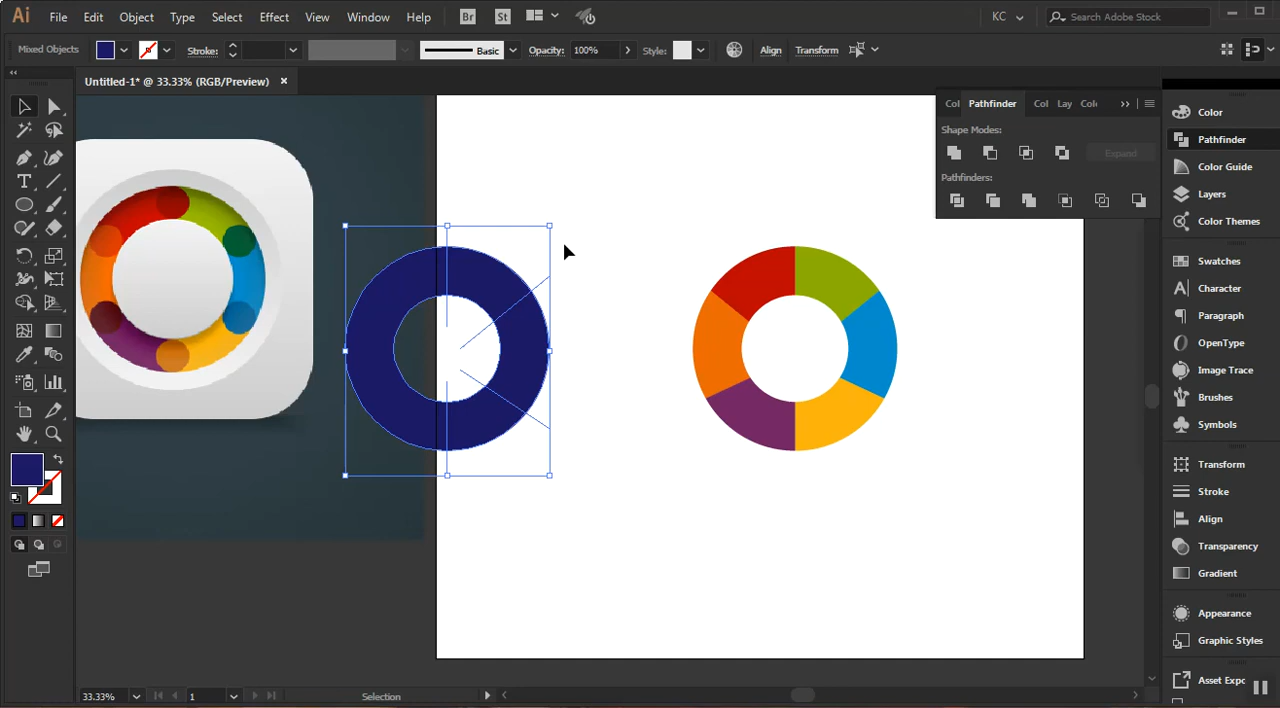 Ai File Edit Object Type Select Effect View Window Help Br St KC Search Adobe Stock
Mixed Objects Stroke: Basic Opacity: 100% Style: Align Transform
Untitled-1* @ 33.33% (RGB/Preview)
Col Pathfinder Col Lay Colo
Shape Modes:
Expand
Pathfinders:
Color
Pathfinder
Color Guide
Layers
Color Themes
Swatches
Character
Paragraph
OpenType
Image Trace
Brushes
Symbols
Transform
Stroke
Align
Transparency
Gradient
Appearance
Graphic Styles
Asset Expo
33.33% 1 Selection